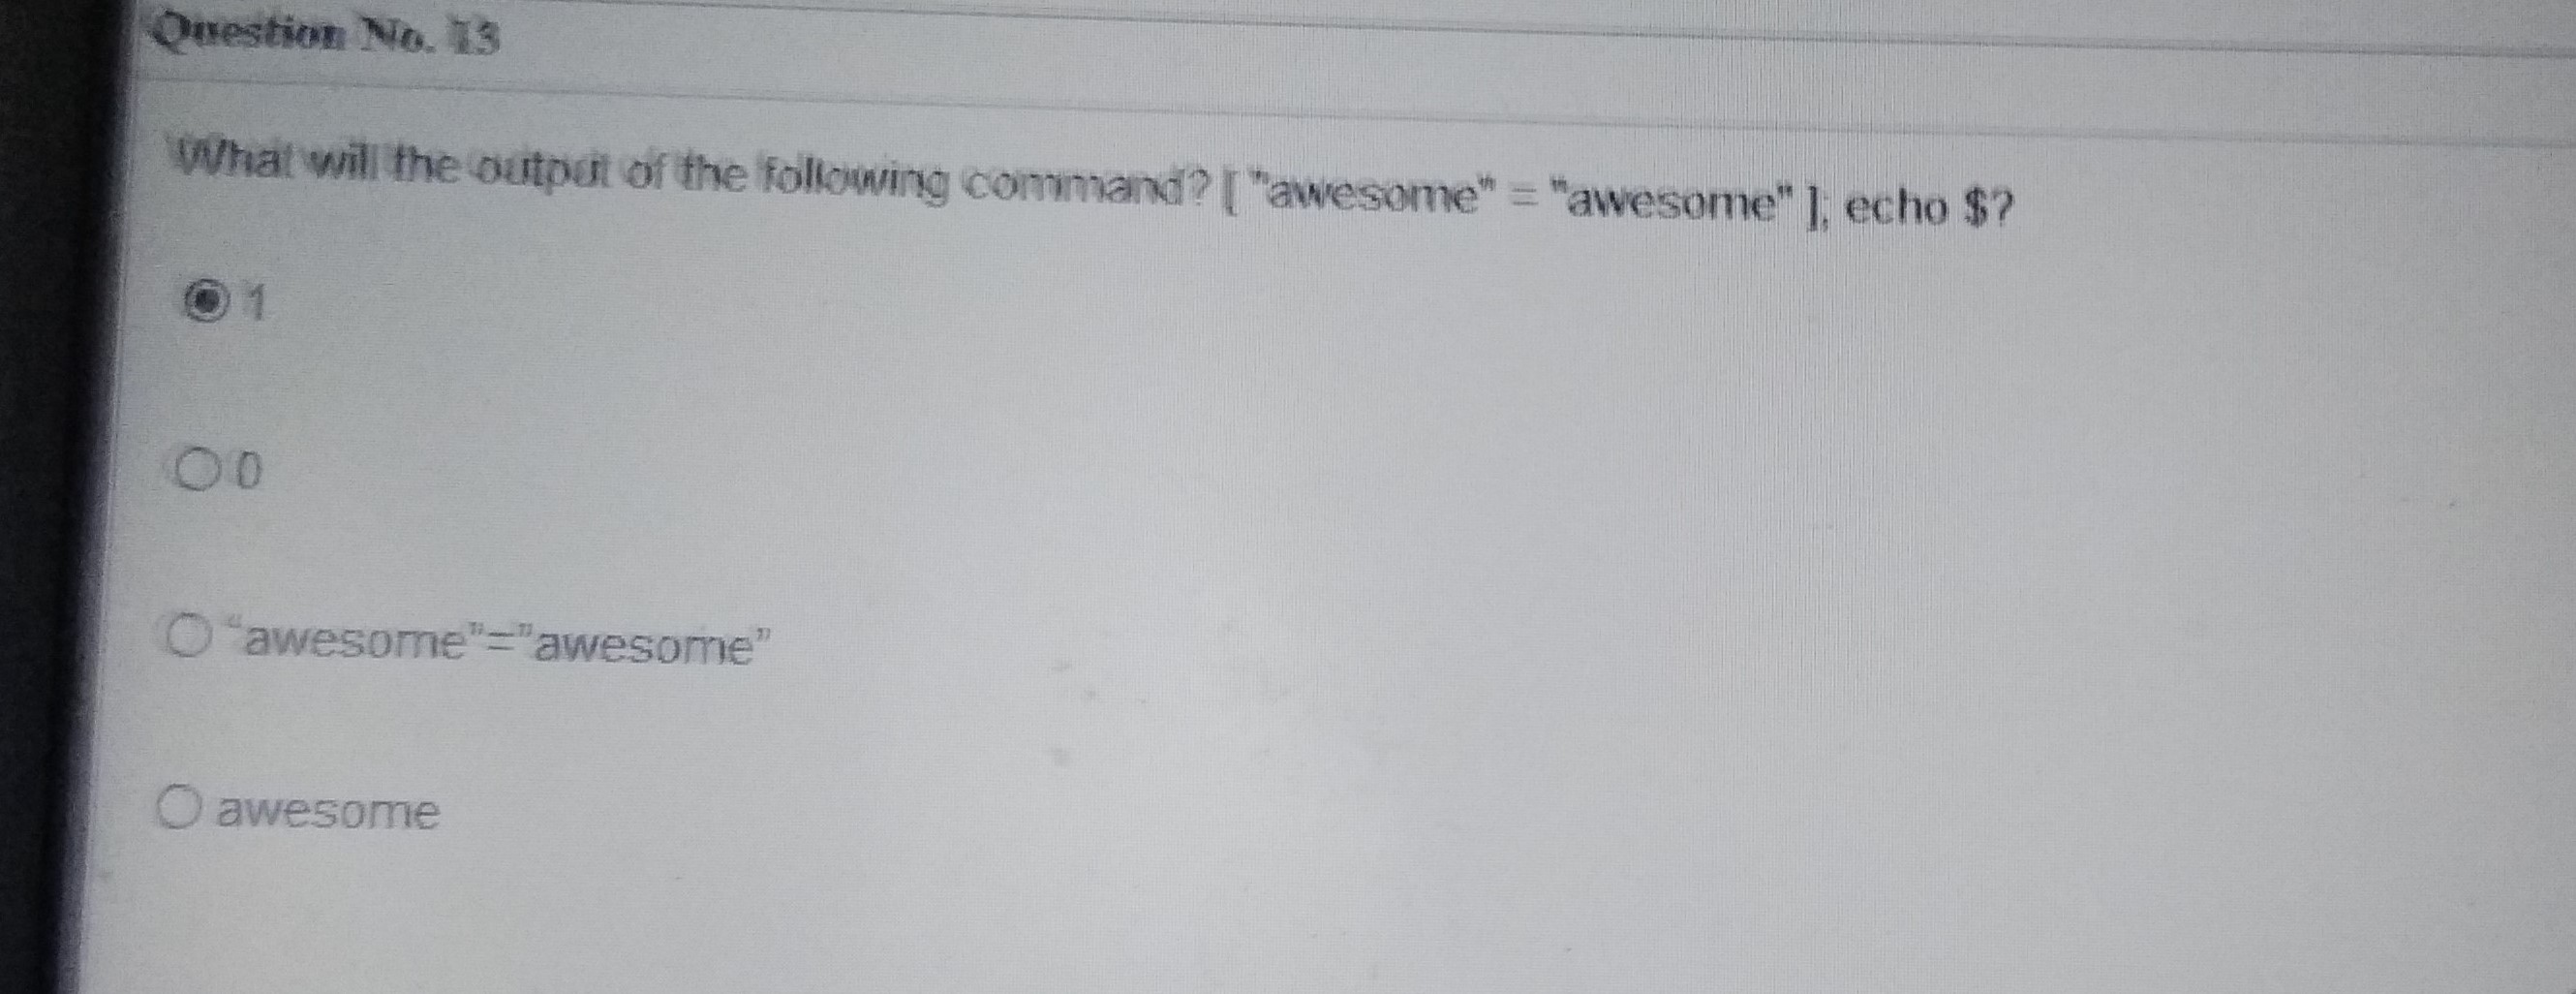 Question No. 13
What will the output of the following command? [ "awesome" = "awesome" ]; echo $?
1
0
“awesome”=”awesome”
awesome